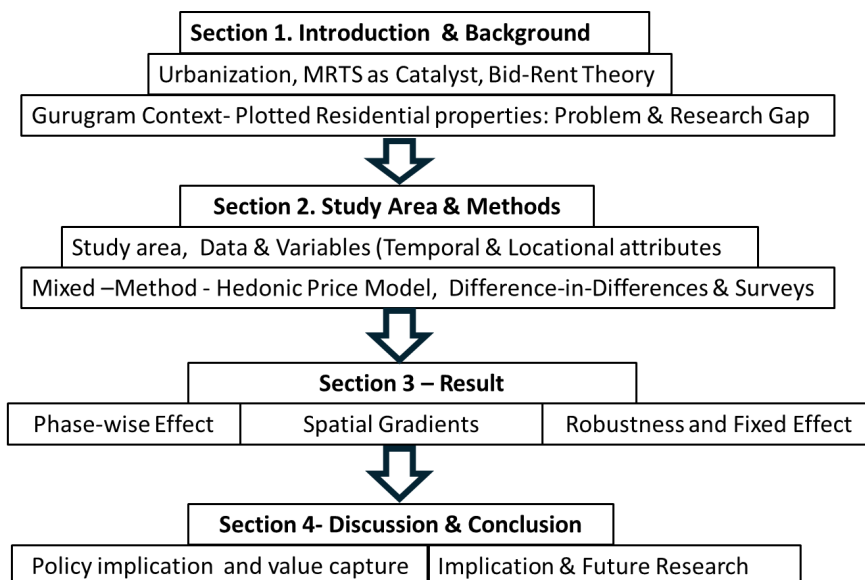 Section 1. Introduction & Background
Urbanization, MRTS as Catalyst, Bid-Rent Theory
Gurugram Context- Plotted Residential properties: Problem & Research Gap
Section 2. Study Area & Methods
Study area, Data & Variables (Temporal & Locational attributes
Mixed –Method - Hedonic Price Model, Difference-in-Differences & Surveys
Section 3 – Result
Phase-wise Effect
Spatial Gradients
Robustness and Fixed Effect
Section 4- Discussion & Conclusion
Policy implication and value capture
Implication & Future Research